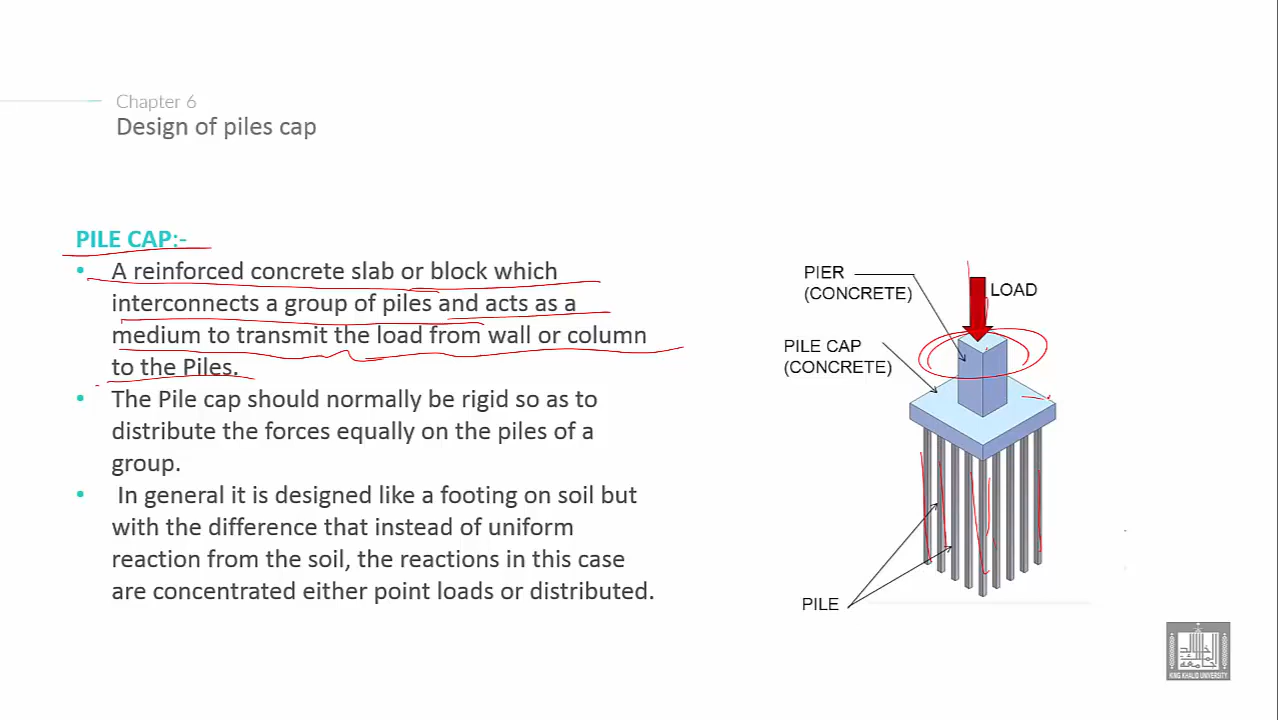 Chapter 6
Design of piles cap
PILE CAP:-
• A reinforced concrete slab or block which
interconnects a group of piles and acts as a
medium to transmit the load from wall or column
to the Piles.
• The Pile cap should normally be rigid so as to
distribute the forces equally on the piles of a
group.
• In general it is designed like a footing on soil but
with the difference that instead of uniform
reaction from the soil, the reactions in this case
are concentrated either point loads or distributed.
PIER
(CONCRETE)
LOAD
PILE CAP
(CONCRETE)
PILE
KING KHALID UNIVERSITY